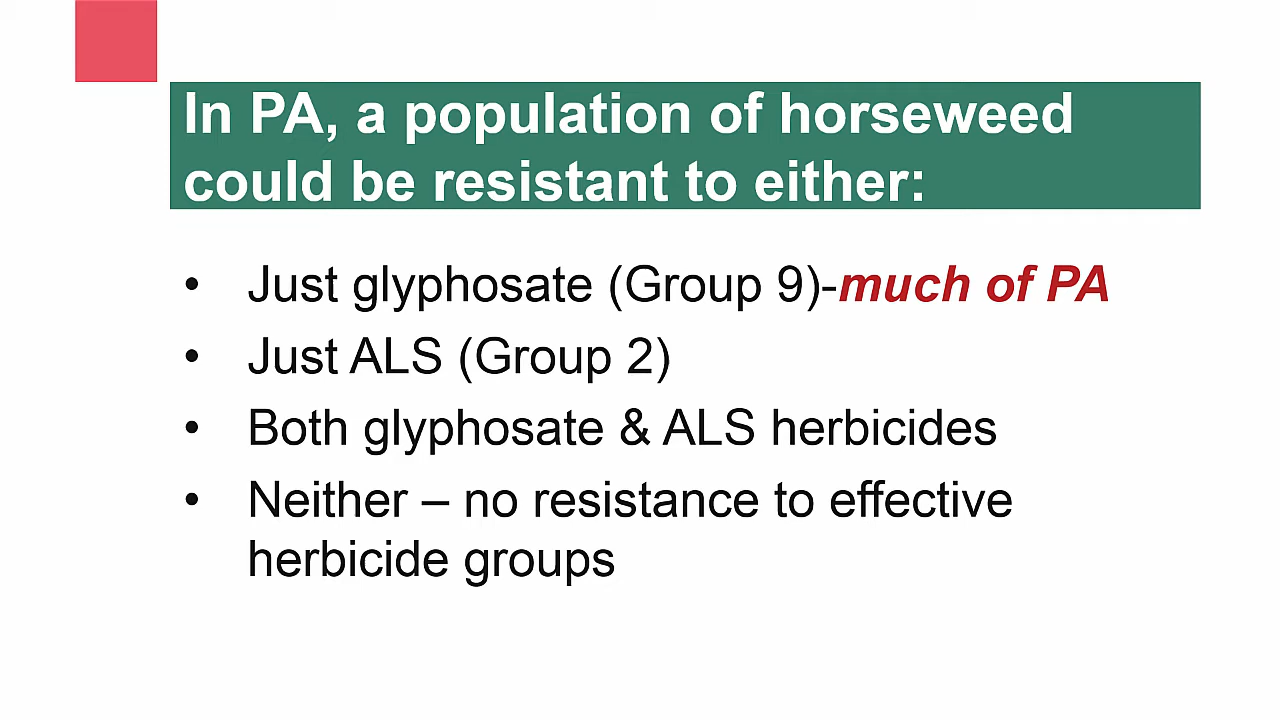 In PA, a population of horseweed
could be resistant to either:
• Just glyphosate (Group 9)-much of PA
• Just ALS (Group 2)
• Both glyphosate & ALS herbicides
• Neither – no resistance to effective
herbicide groups